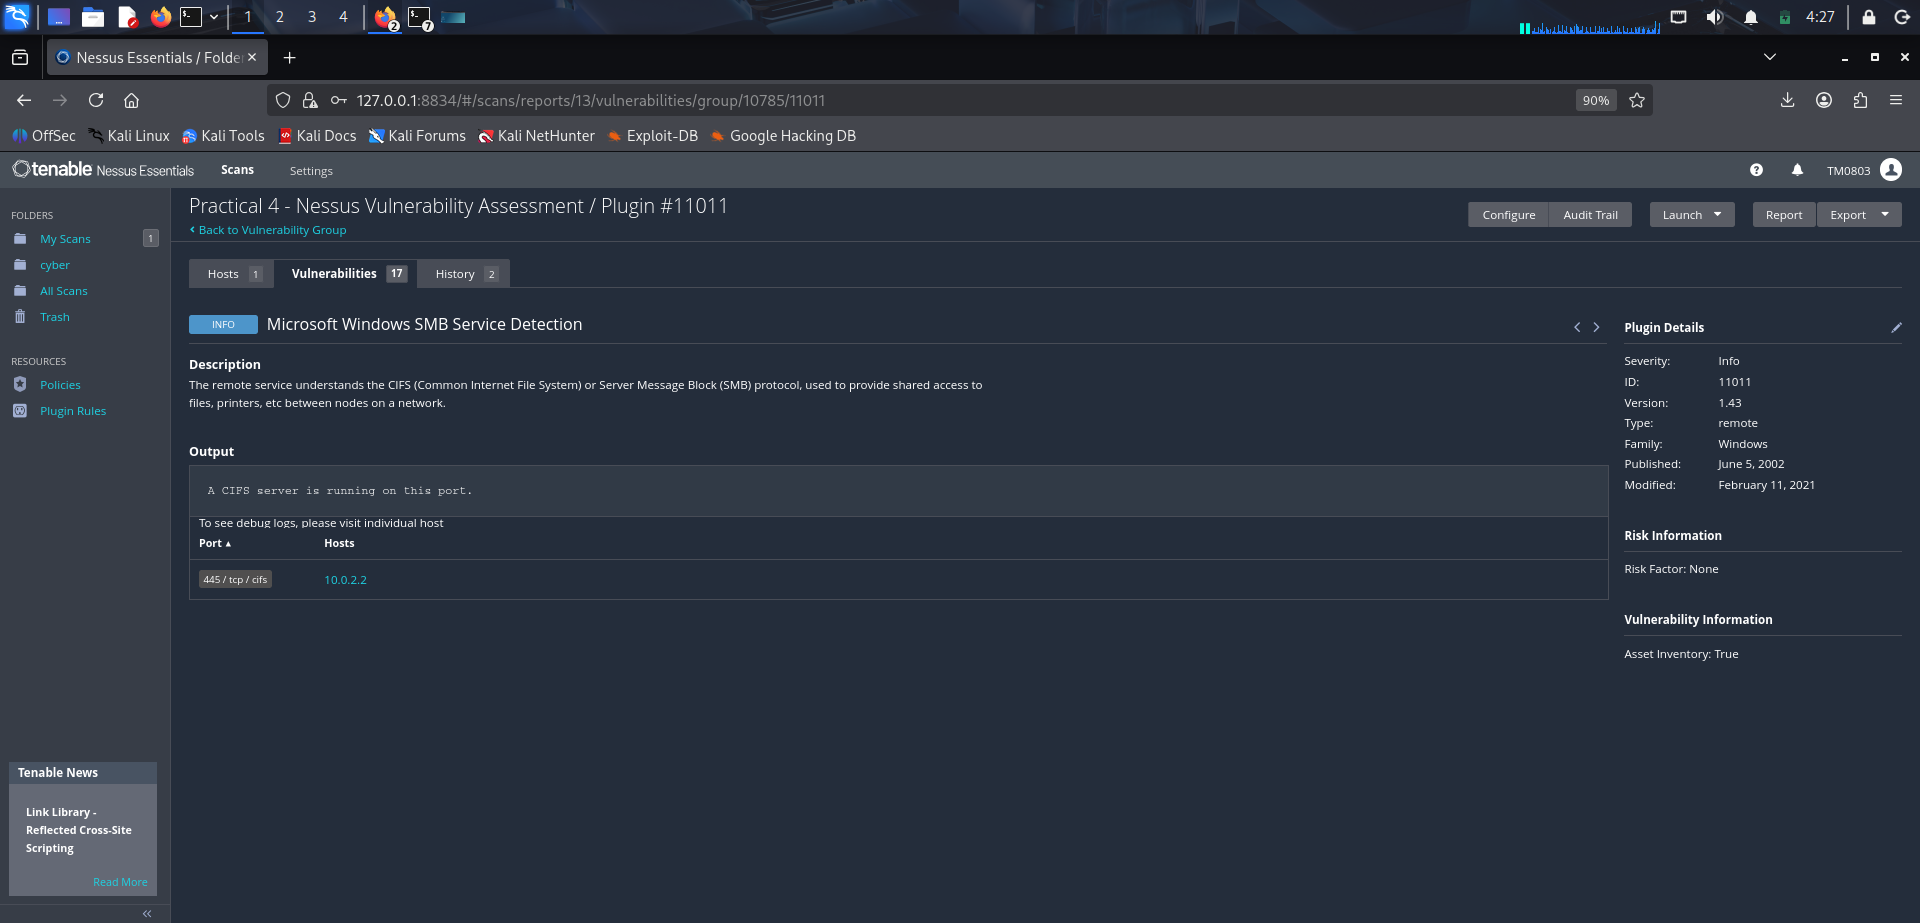 1 2 3 4 2 7 4:27
Nessus Essentials / Folde
127.0.0.1:8834/#/scans/reports/13/vulnerabilities/group/10785/11011 90%
OffSec Kali Linux Kali Tools Kali Docs Kali Forums Kali NetHunter Exploit-DB Google Hacking DB
tenable Nessus Essentials Scans Settings TM0803
FOLDERS
My Scans 1
cyber
All Scans
Trash
RESOURCES
Policies
Plugin Rules
Tenable News
Link Library -
Reflected Cross-Site
Scripting
Read More
Practical 4 - Nessus Vulnerability Assessment / Plugin #11011
Back to Vulnerability Group
Configure Audit Trail Launch Report Export
Hosts 1 Vulnerabilities 17 History 2
INFO Microsoft Windows SMB Service Detection
Description
The remote service understands the CIFS (Common Internet File System) or Server Message Block (SMB) protocol, used to provide shared access to
files, printers, etc between nodes on a network.
Output
A CIFS server is running on this port.
To see debug logs, please visit individual host
Port Hosts
445 / tcp / cifs 10.0.2.2
Plugin Details
Severity: Info
ID: 11011
Version: 1.43
Type: remote
Family: Windows
Published: June 5, 2002
Modified: February 11, 2021
Risk Information
Risk Factor: None
Vulnerability Information
Asset Inventory: True